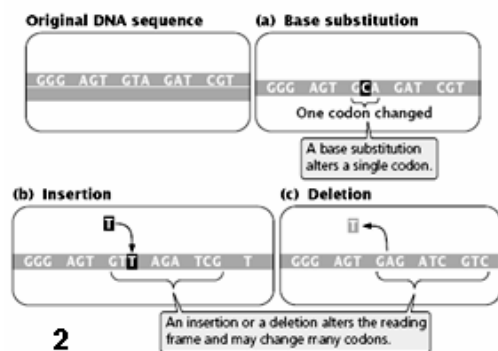 Original DNA sequence
GGG AGT GTA GAT CGT
(a) Base substitution
GGG AGT GCA GAT CGT
One codon changed
A base substitution
alters a single codon.
(b) Insertion
T
GGG AGT GTT AGA TCG T
(c) Deletion
T
GGG AGT GAG ATC GTC
An insertion or a deletion alters the reading
frame and may change many codons.
2